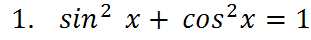 1. sin² x + cos²x = 1